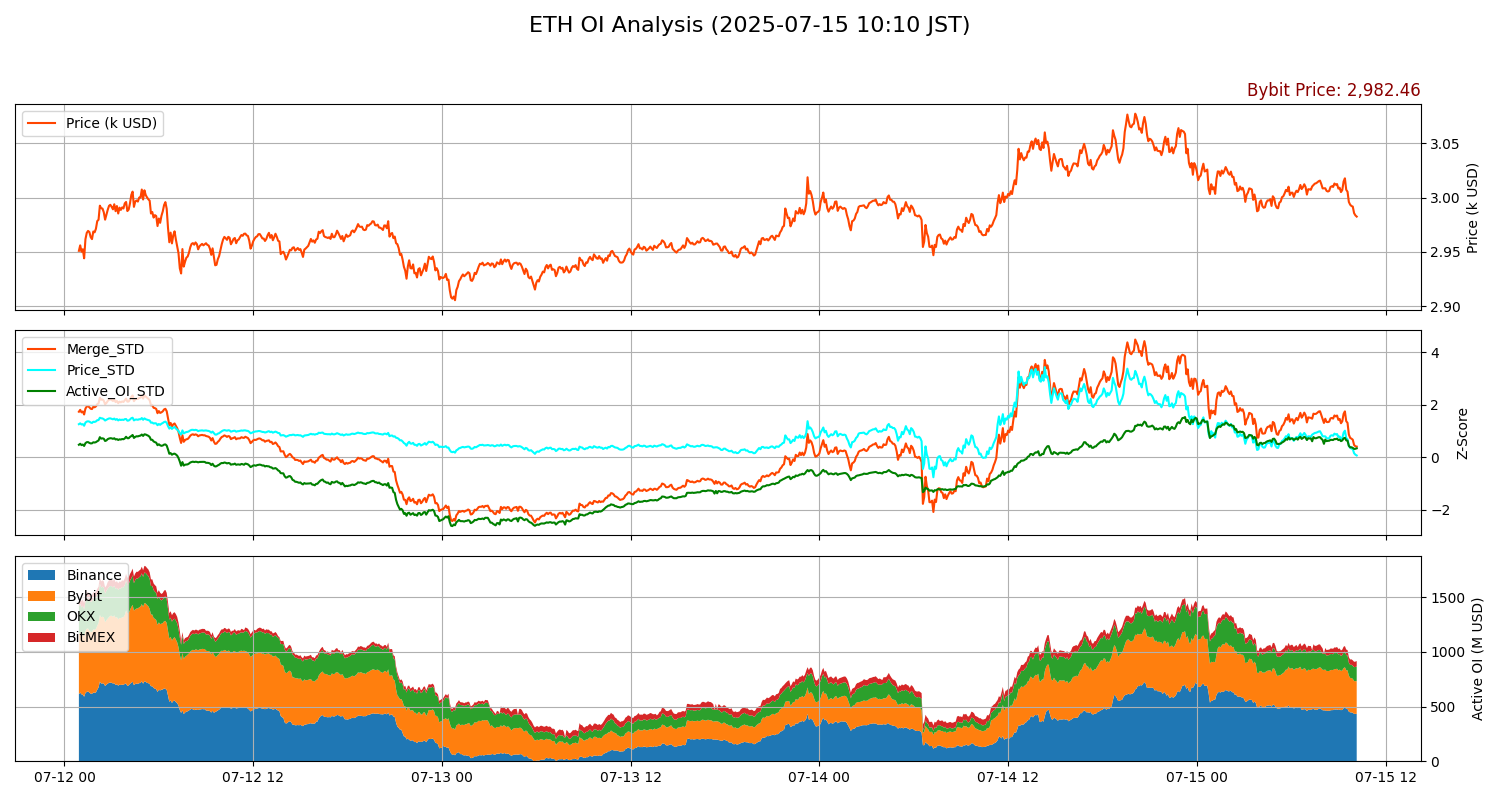 ETH OI Analysis (2025-07-15 10:10 JST)
Bybit Price: 2,982.46
Price (k USD)
3.05
3.00
2.95
2.90
Price (k USD)
Merge_STD
Price_STD
Active_OI_STD
4
2
0
−2
Z-Score
Binance
Bybit
OKX
BitMEX
1500
1000
500
0
Active OI (M USD)
07-12 00
07-12 12
07-13 00
07-13 12
07-14 00
07-14 12
07-15 00
07-15 12